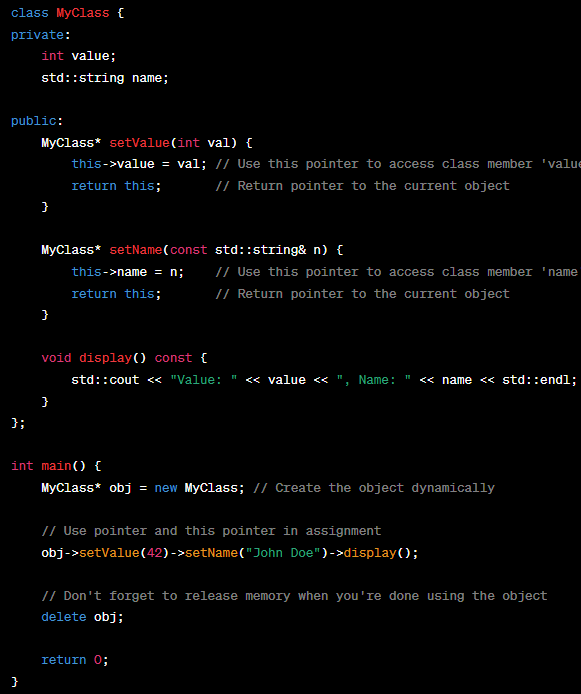 class MyClass {
private:
    int value;
    std::string name;

public:
    MyClass* setValue(int val) {
        this->value = val; // Use this pointer to access class member 'value
        return this;       // Return pointer to the current object
    }

    MyClass* setName(const std::string& n) {
        this->name = n;    // Use this pointer to access class member 'name
        return this;       // Return pointer to the current object
    }

    void display() const {
        std::cout << "Value: " << value << ", Name: " << name << std::endl;
    }
};

int main() {
    MyClass* obj = new MyClass; // Create the object dynamically

    // Use pointer and this pointer in assignment
    obj->setValue(42)->setName("John Doe")->display();

    // Don't forget to release memory when you're done using the object
    delete obj;

    return 0;
}